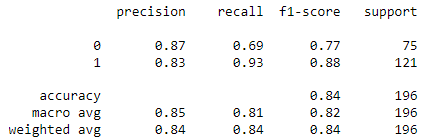 precision recall f1-score support
0 0.87 0.69 0.77 75
1 0.83 0.93 0.88 121
accuracy 0.84 196
macro avg 0.85 0.81 0.82 196
weighted avg 0.84 0.84 0.84 196